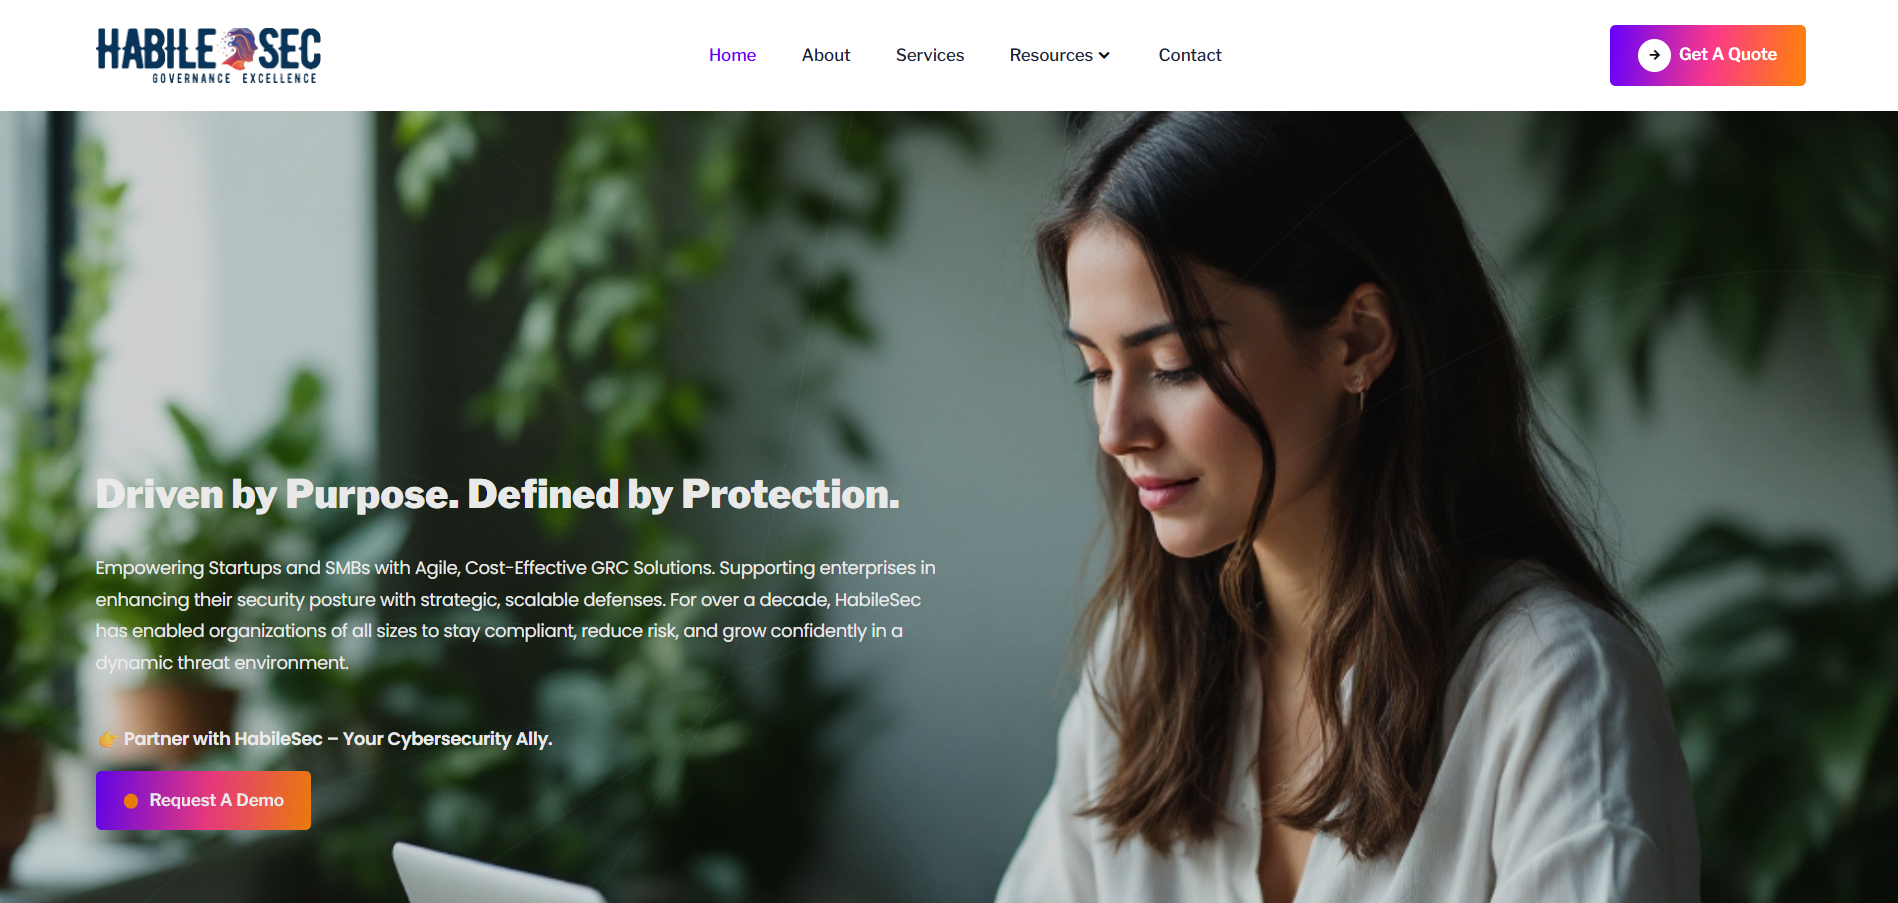 HABILE SEC
GOVERNANCE EXCELLENCE
Home
About
Services
Resources
Contact
Get A Quote
Driven by Purpose. Defined by Protection.
Empowering Startups and SMBs with Agile, Cost-Effective GRC Solutions. Supporting enterprises in
enhancing their security posture with strategic, scalable defenses. For over a decade, HabileSec
has enabled organizations of all sizes to stay compliant, reduce risk, and grow confidently in a
dynamic threat environment.
👉 Partner with HabileSec – Your Cybersecurity Ally.
Request A Demo